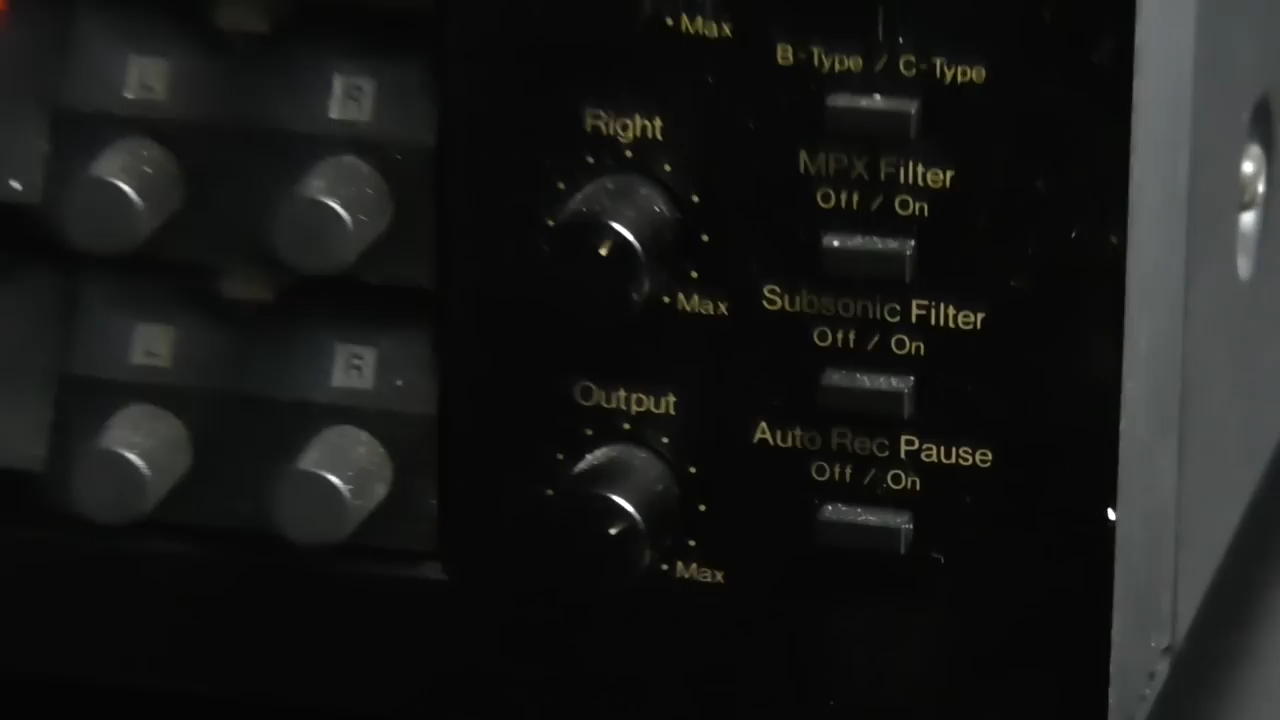 Max
B-Type / C-Type
L
R
Right
MPX Filter
Off / On
Max
Subsonic Filter
Off / On
L
R
Output
Auto Rec Pause
Off / On
Max